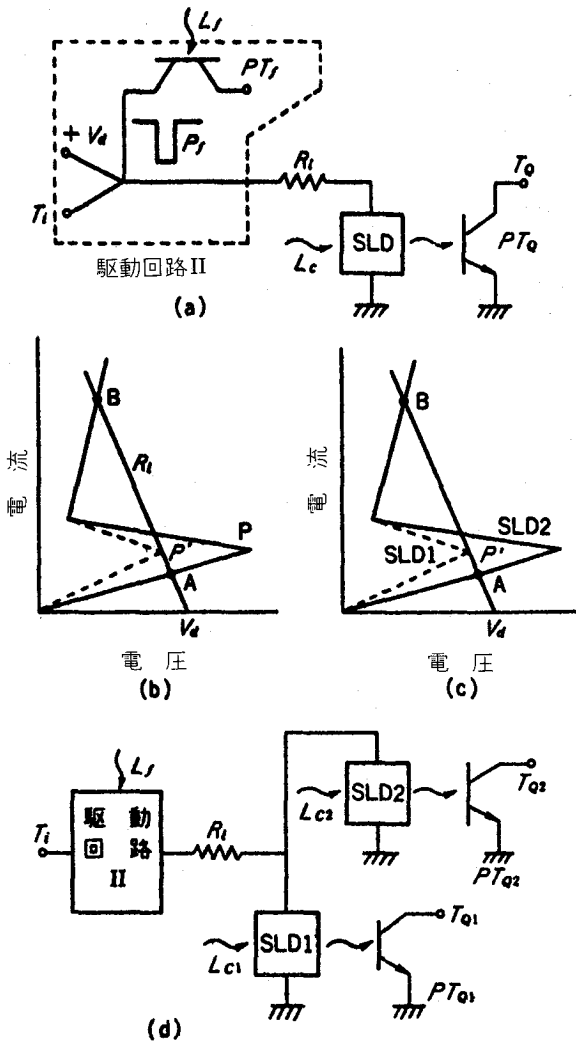 Lf
PTf
+Vd
Pf
Ti
Rl
TQ
SLD
Lc
PTQ
駆動回路II
(a)
B
Rl
P
P'
A
Vd
電流
電圧
(b)
B
SLD2
SLD1
P'
A
Vd
電流
電圧
(c)
Lf
Ti
駆動
回路
II
Rl
Lc2
SLD2
TQ2
PTQ2
Lc1
SLD1
TQ1
PTQ1
(d)